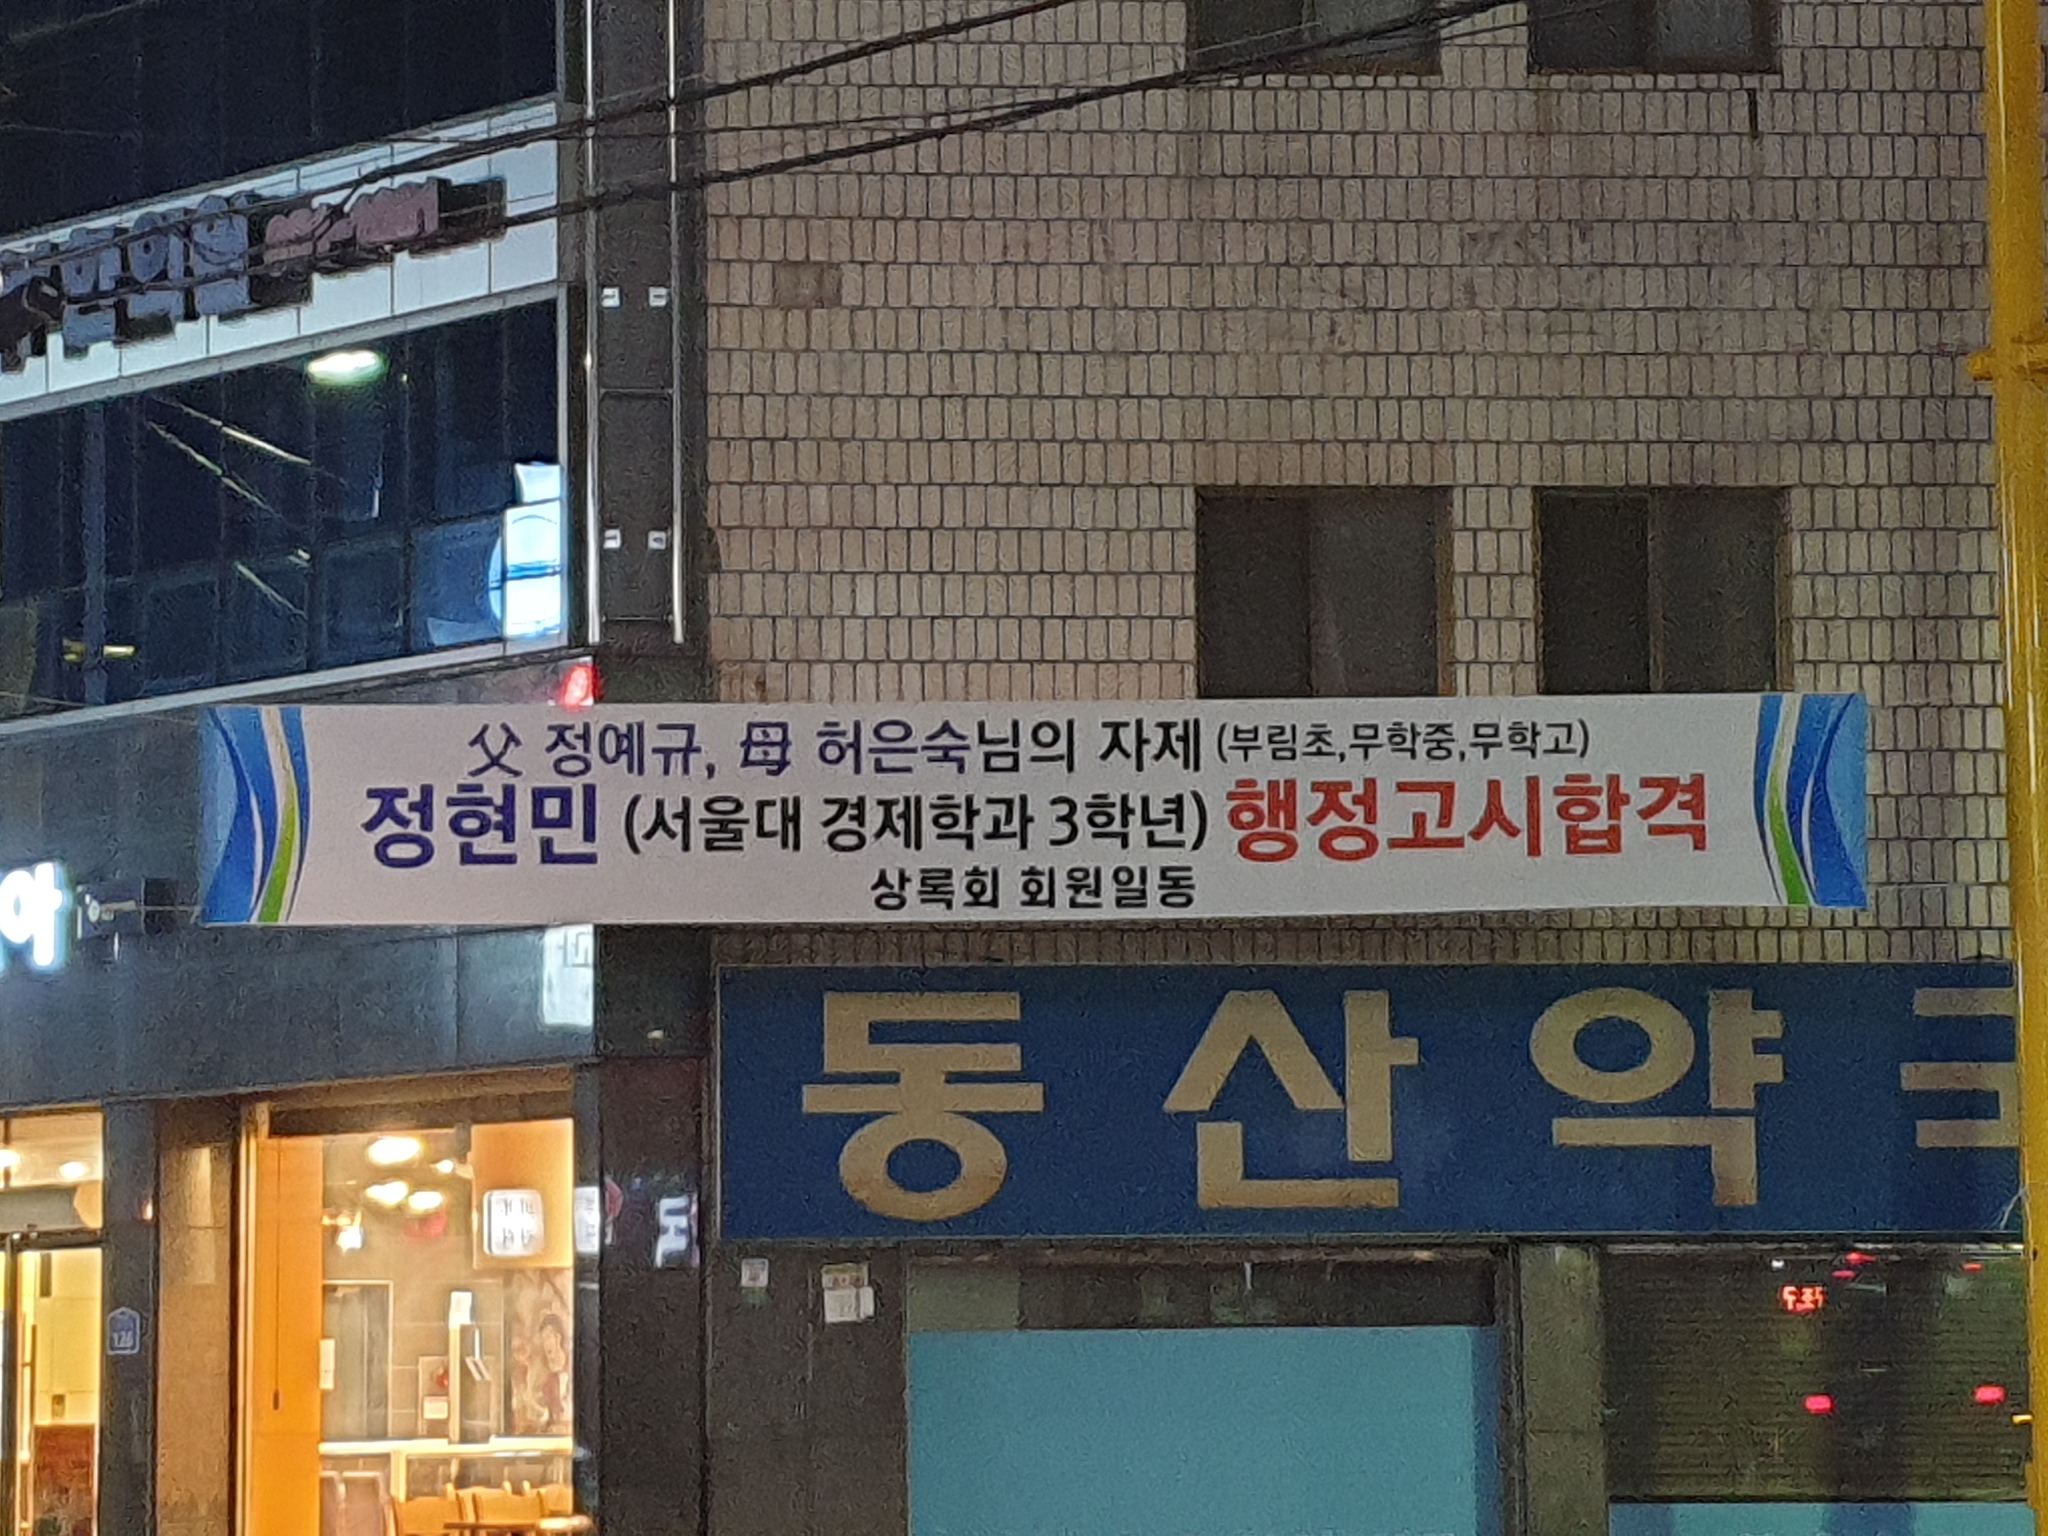 父 정예규, 母 허은숙님의 자제 (부림초,무학중,무학고)
정현민 (서울대 경제학과 3학년) 행정고시합격
상록회 회원일동
동산약
126